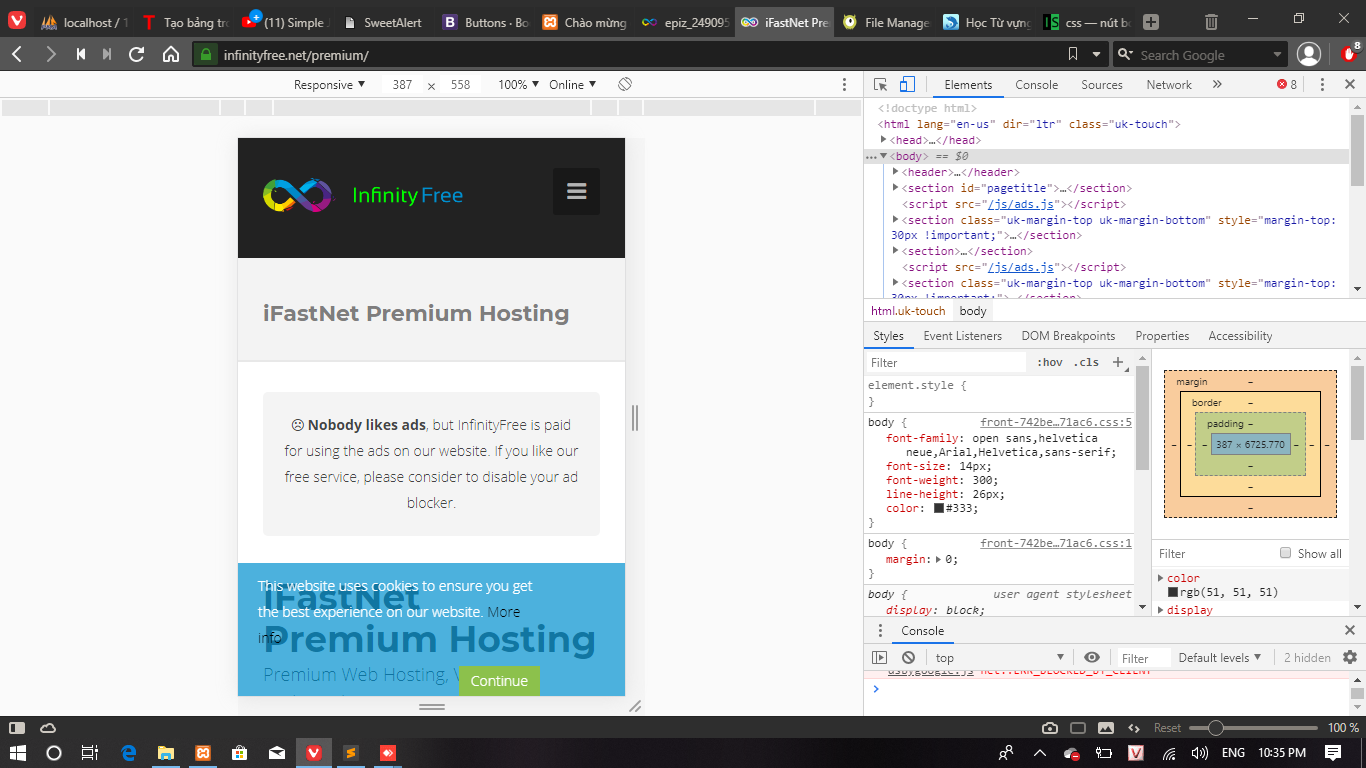 localhost / 1
Tạo bảng trc
(11) Simple J
SweetAlert
Buttons · Bo
Chào mừng
epiz_249095
iFastNet Pre
File Manage
Học Từ vựng
css — nút bo
infinityfree.net/premium/
Search Google
8
Responsive
387 x 558
100%
Online
Elements
Console
Sources
Network
8
<!doctype html>
<html lang="en-us" dir="ltr" class="uk-touch">
<head>…</head>
<body> == $0
<header>…</header>
<section id="pagetitle">…</section>
<script src="/js/ads.js"></script>
<section class="uk-margin-top uk-margin-bottom" style="margin-top:
30px !important;">…</section>
<section>…</section>
<script src="/js/ads.js"></script>
<section class="uk-margin-top uk-margin-bottom" style="margin-top:
30px !important;">…</section>
html.uk-touch body
Styles
Event Listeners
DOM Breakpoints
Properties
Accessibility
Filter
:hov .cls +
element.style {
}
body { front-742be…71ac6.css:5
font-family: open sans,helvetica
neue,Arial,Helvetica,sans-serif;
font-size: 14px;
font-weight: 300;
line-height: 26px;
color: #333;
}
body { front-742be…71ac6.css:1
margin: 0;
}
body { user agent stylesheet
display: block;
margin –
border –
padding –
387 × 6725.770
Filter
Show all
color
rgb(51, 51, 51)
display
Console
top
Filter
Default levels
2 hidden
adsbygoogle.js net::ERR_BLOCKED_BY_CLIENT
Infinity Free
iFastNet Premium Hosting
☹ Nobody likes ads, but InfinityFree is paid
for using the ads on our website. If you like our
free service, please consider to disable your ad
blocker.
This website uses cookies to ensure you get
the best experience on our website. More
info
iFastNet
Premium Hosting
Premium Web Hosting, V
Continue
Reset
100 %
ENG
10:35 PM